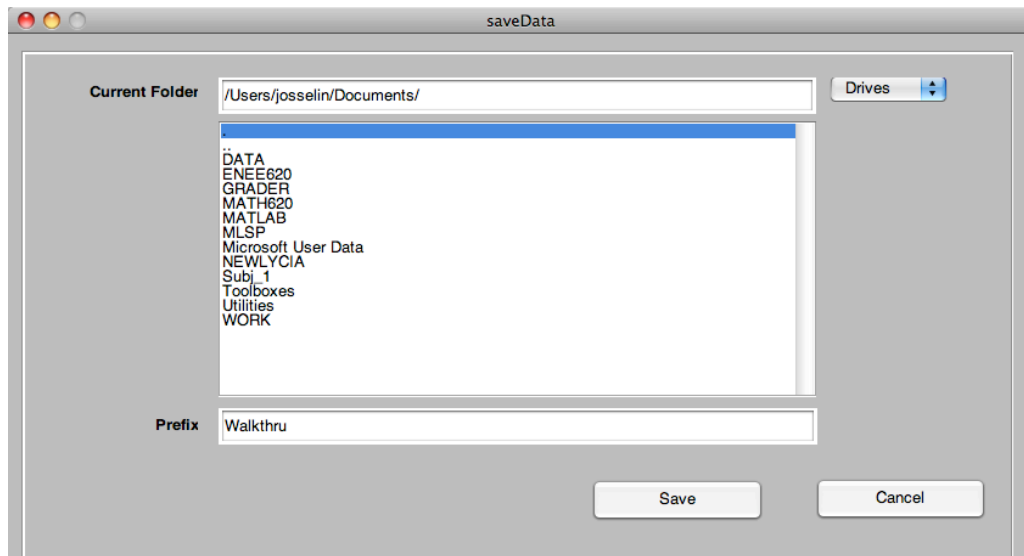 saveData
Current Folder
/Users/josselin/Documents/
Drives
.
..
DATA
ENEE620
GRADER
MATH620
MATLAB
MLSP
Microsoft User Data
NEWLYCIA
Subj_1
Toolboxes
Utilities
WORK
Prefix
Walkthru
Save
Cancel